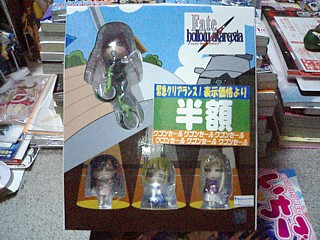 Fate
hollow ataraxia
緊急クリアランス!表示価格より
半額
ワゴンセール ワゴンセール ワゴンセール
ワゴンセール ワゴンセール ワゴンセール
いち